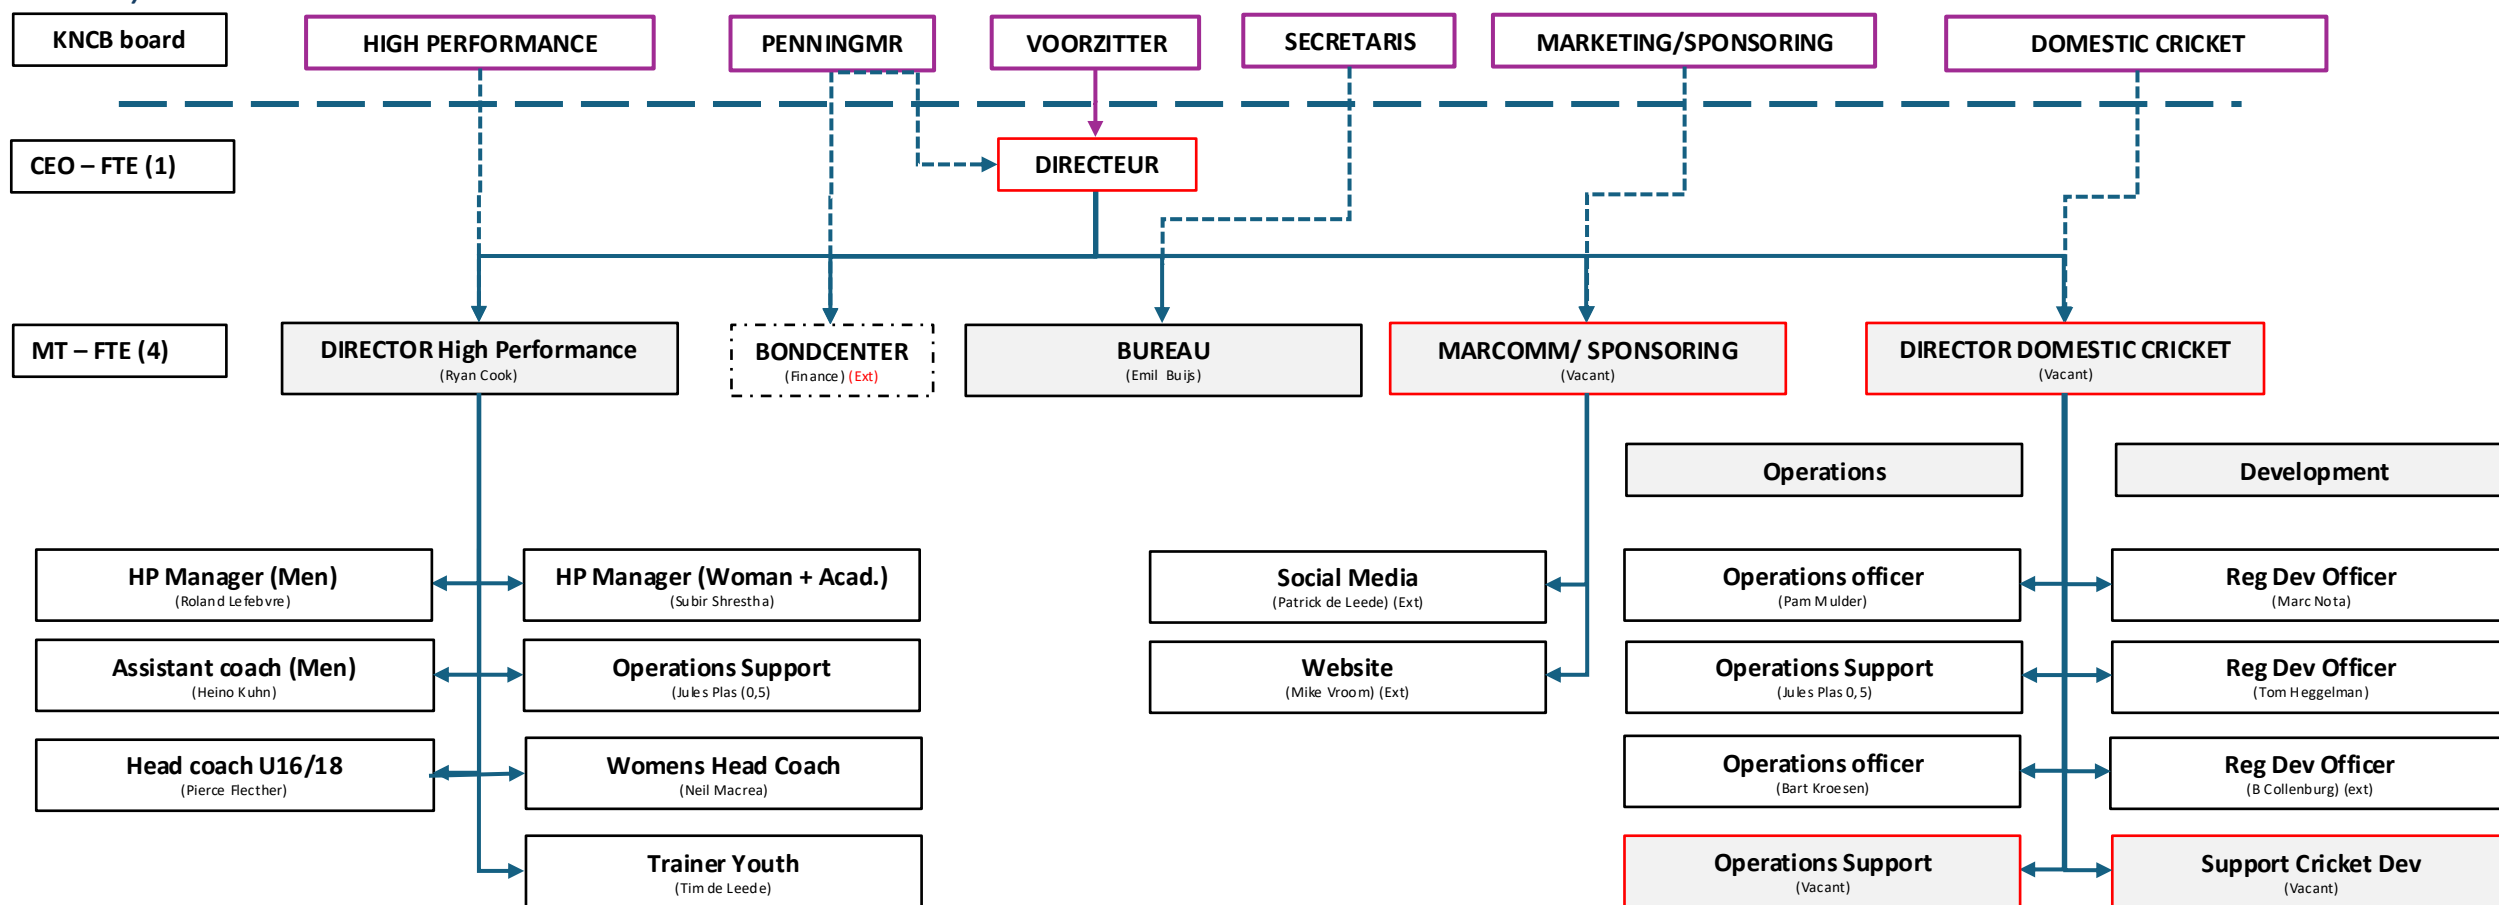 KNCB board
HIGH PERFORMANCE
PENNINGMR
VOORZITTER
SECRETARIS
MARKETING/SPONSORING
DOMESTIC CRICKET
CEO – FTE (1)
DIRECTEUR
MT – FTE (4)
DIRECTOR High Performance
(Ryan Cook)
BONDCENTER
(Finance) (Ext)
BUREAU
(Emil Buijs)
MARCOMM/ SPONSORING
(Vacant)
DIRECTOR DOMESTIC CRICKET
(Vacant)
Operations
Development
HP Manager (Men)
(Roland Lefebvre)
HP Manager (Woman + Acad.)
(Subir Shrestha)
Social Media
(Patrick de Leede) (Ext)
Operations officer
(Pam Mulder)
Reg Dev Officer
(Marc Nota)
Assistant coach (Men)
(Heino Kuhn)
Operations Support
(Jules Plas (0,5)
Website
(Mike Vroom) (Ext)
Operations Support
(Jules Plas 0,5)
Reg Dev Officer
(Tom Heggelman)
Head coach U16/18
(Pierce Flecther)
Womens Head Coach
(Neil Macrea)
Operations officer
(Bart Kroesen)
Reg Dev Officer
(B Collenburg) (ext)
Trainer Youth
(Tim de Leede)
Operations Support
(Vacant)
Support Cricket Dev
(Vacant)